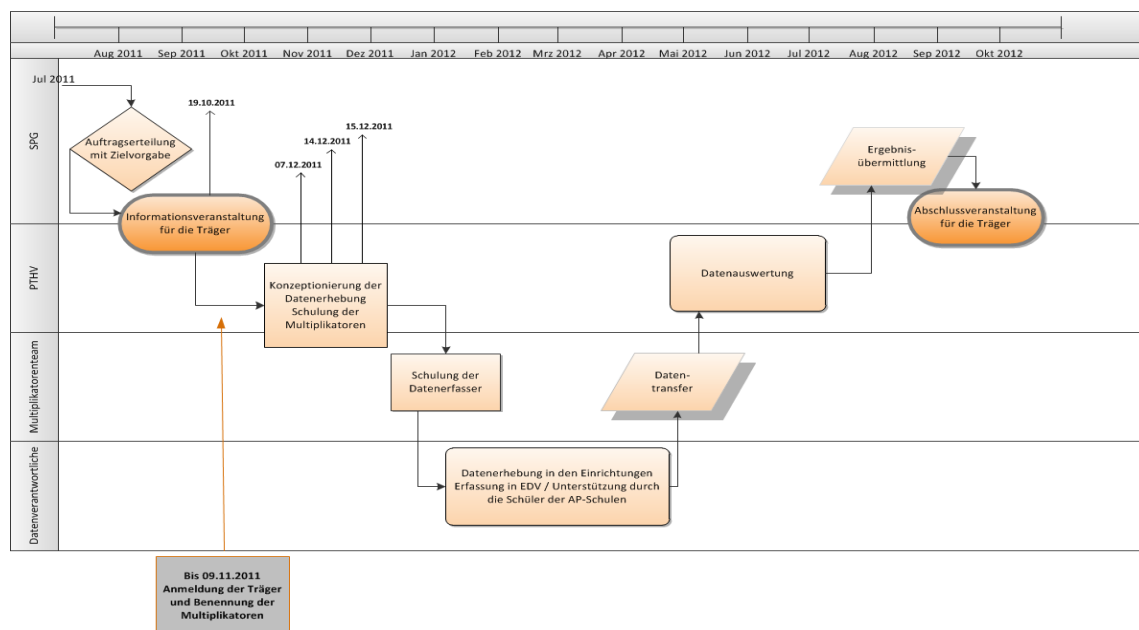 Aug 2011 Sep 2011 Okt 2011 Nov 2011 Dez 2011 Jan 2012 Feb 2012 Mrz 2012 Apr 2012 Mai 2012 Jun 2012 Jul 2012 Aug 2012 Sep 2012 Okt 2012
SPG
Jul 2011
Auftragserteilung
mit Zielvorgabe
19.10.2011
07.12.2011
14.12.2011
15.12.2011
Informationsveranstaltung
für die Träger
Ergebnis-
übermittlung
Abschlussveranstaltung
für die Träger
PTHV
Konzeptionierung der
Datenerhebung
Schulung der
Multiplikatoren
Datenauswertung
Multiplikatorenteam
Schulung der
Datenerfasser
Daten-
transfer
Datenverantwortliche
Datenerhebung in den Einrichtungen
Erfassung in EDV / Unterstützung durch
die Schüler der AP-Schulen
Bis 09.11.2011
Anmeldung der Träger
und Benennung der
Multiplikatoren